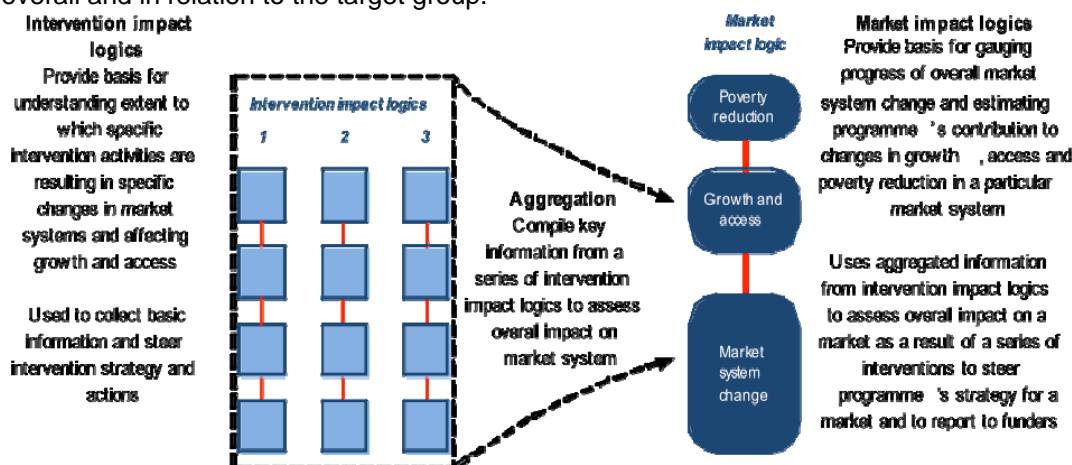 overall and in relation to the target group.
Intervention impact
logics
Provide basis for
understanding extent to
which specific
intervention activities are
resulting in specific
changes in market
systems and affecting
growth and access
Used to collect basic
information and steer
intervention strategy and
actions
Intervention impact logics
1 2 3
Aggregation
Compile key
information from a
series of intervention
impact logics to assess
overall impact on
market system
Market
impact logic
Poverty
reduction
Growth and
access
Market
system
change
Market impact logics
Provide basis for gauging
progress of overall market
system change and estimating
programme 's contribution to
changes in growth , access and
poverty reduction in a particular
market system
Uses aggregated information
from intervention impact logics
to assess overall impact on a
market as a result of a series of
interventions to steer
programme 's strategy for a
market and to report to funders